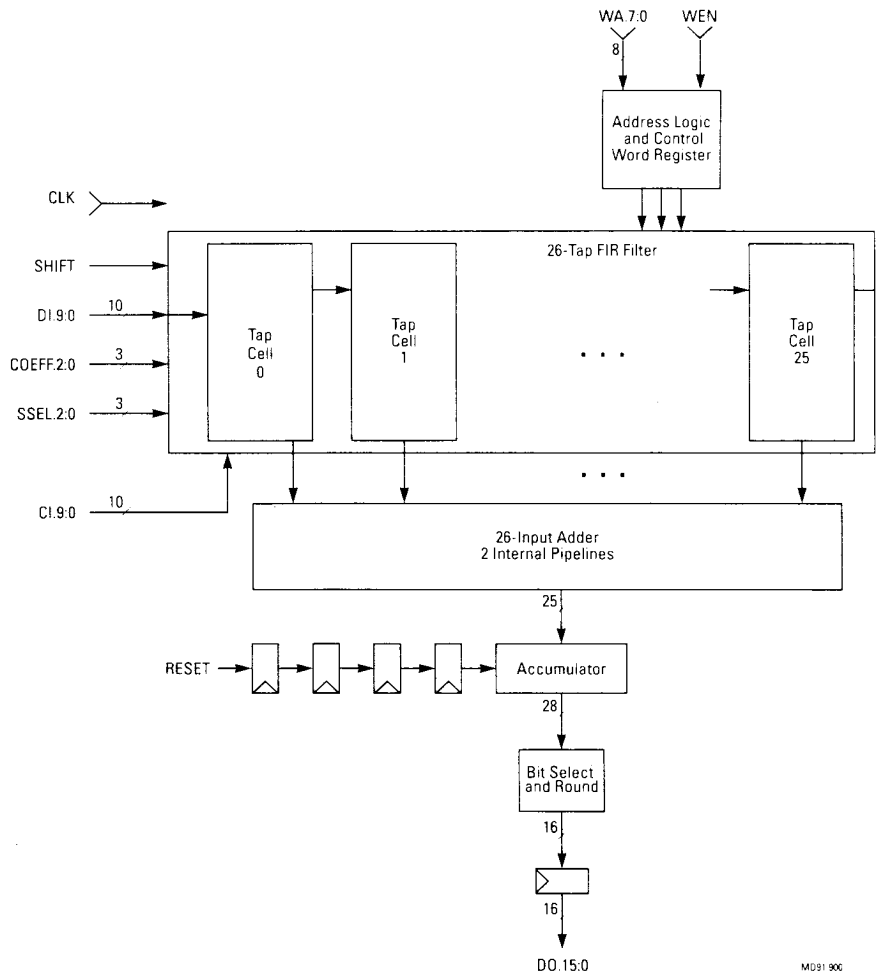 WA.7:0 WEN
8
Address Logic
and Control
Word Register
CLK
26-Tap FIR Filter
SHIFT
DI.9:0 10
Tap
Cell
0
Tap
Cell
1
. . .
Tap
Cell
25
COEFF.2:0 3
SSEL.2:0 3
. . .
CI.9:0 10
26-Input Adder
2 Internal Pipelines
25
RESET
Accumulator
28
Bit Select
and Round
16
16
DO.15:0
MD91 900